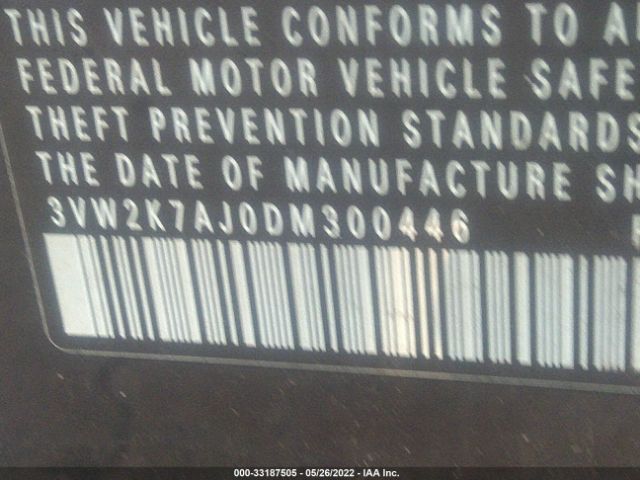 THIS VEHICLE CONFORMS TO
FEDERAL MOTOR VEHICLE SAFE
THEFT PREVENTION STANDARDS
THE DATE OF MANUFACTURE SH
3VW2K7AJ0DM300446
000-33187505 - 05/26/2022 - IAA Inc.